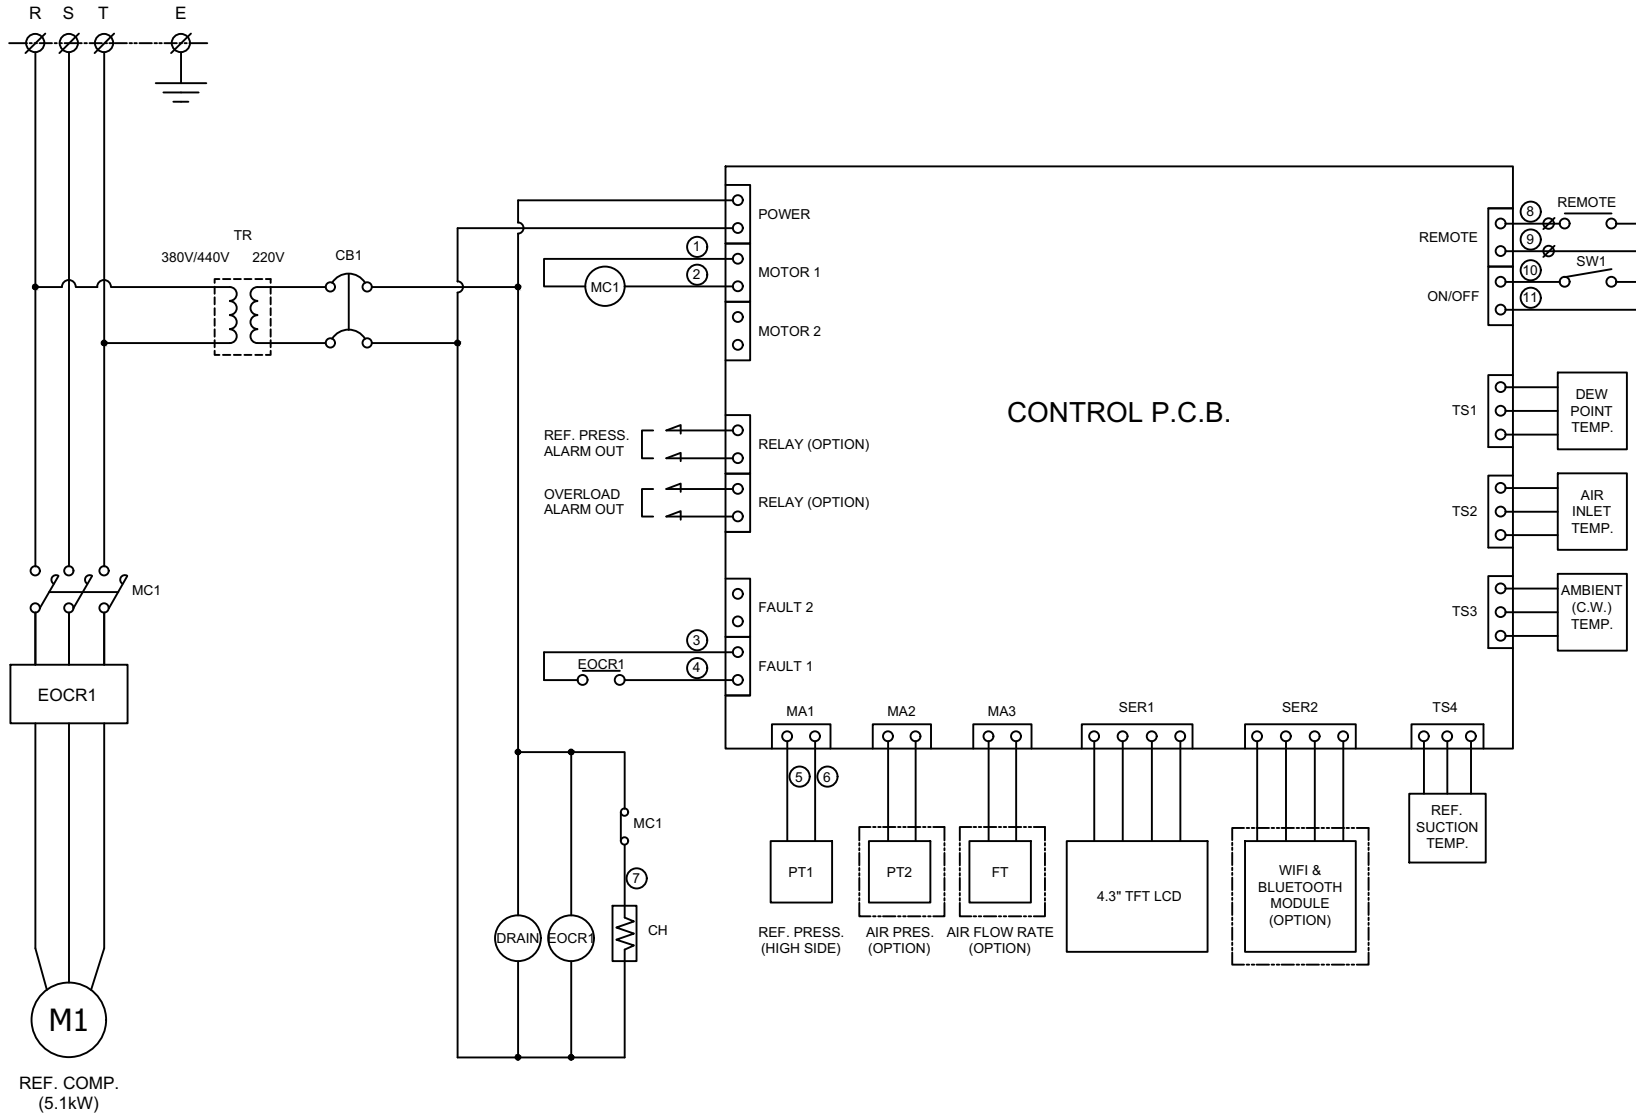 R S T E
TR
380V/440V 220V
CB1
POWER
1
2
MC1
MOTOR 1
MOTOR 2
CONTROL P.C.B.
REF. PRESS.
ALARM OUT
RELAY (OPTION)
OVERLOAD
ALARM OUT
RELAY (OPTION)
FAULT 2
3
4
EOCR1
FAULT 1
REMOTE
8
REMOTE
9
10
SW1
ON/OFF
11
TS1
DEW
POINT
TEMP.
TS2
AIR
INLET
TEMP.
TS3
AMBIENT
(C.W.)
TEMP.
MC1
EOCR1
M1
REF. COMP.
(5.1kW)
MA1
MA2
MA3
SER1
SER2
TS4
5
6
PT1
REF. PRESS.
(HIGH SIDE)
PT2
AIR PRES.
(OPTION)
FT
AIR FLOW RATE
(OPTION)
4.3" TFT LCD
WIFI &
BLUETOOTH
MODULE
(OPTION)
REF.
SUCTION
TEMP.
MC1
7
DRAIN
EOCR1
CH